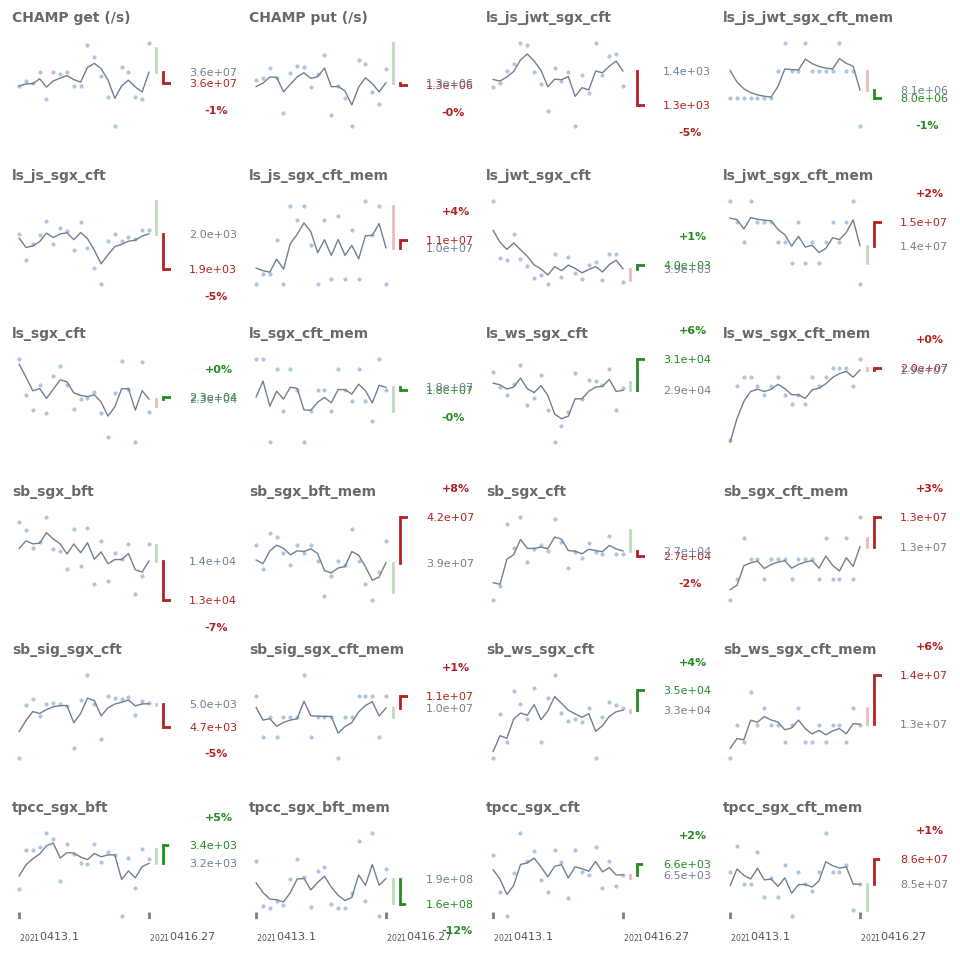 CHAMP get (/s)
3.6e+07
3.6e+07
-1%
CHAMP put (/s)
1.3e+06
1.3e+06
-0%
ls_js_jwt_sgx_cft
1.4e+03
1.3e+03
-5%
ls_js_jwt_sgx_cft_mem
8.1e+06
8.0e+06
-1%
ls_js_sgx_cft
2.0e+03
1.9e+03
-5%
ls_js_sgx_cft_mem
+4%
1.1e+07
1.0e+07
ls_jwt_sgx_cft
+1%
4.0e+03
3.9e+03
ls_jwt_sgx_cft_mem
+2%
1.5e+07
1.4e+07
ls_sgx_cft
+0%
2.3e+04
2.3e+04
ls_sgx_cft_mem
1.8e+07
1.8e+07
-0%
ls_ws_sgx_cft
+6%
3.1e+04
2.9e+04
ls_ws_sgx_cft_mem
+0%
2.0e+07
sb_sgx_bft
1.4e+04
1.3e+04
-7%
sb_sgx_bft_mem
+8%
4.2e+07
3.9e+07
sb_sgx_cft
2.7e+04
2.7e+04
-2%
sb_sgx_cft_mem
+3%
1.3e+07
1.3e+07
sb_sig_sgx_cft
5.0e+03
4.7e+03
-5%
sb_sig_sgx_cft_mem
+1%
1.1e+07
1.0e+07
sb_ws_sgx_cft
+4%
3.5e+04
3.3e+04
sb_ws_sgx_cft_mem
+6%
1.4e+07
1.3e+07
tpcc_sgx_bft
+5%
3.4e+03
3.2e+03
tpcc_sgx_bft_mem
1.9e+08
1.6e+08
-12%
tpcc_sgx_cft
+2%
6.6e+03
6.5e+03
tpcc_sgx_cft_mem
+1%
8.6e+07
8.5e+07
2021 0413.1
2021 0416.27
2021 0413.1
2021 0416.27
2021 0413.1
2021 0416.27
2021 0413.1
2021 0416.27